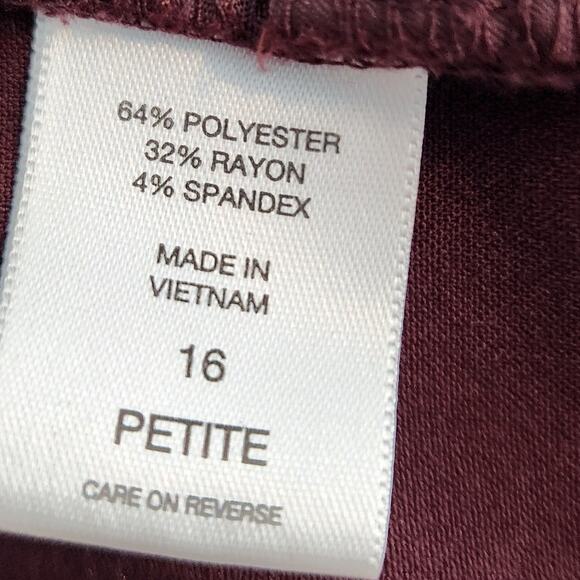 64% POLYESTER
32% RAYON
4% SPANDEX
MADE IN
VIETNAM
16
PETITE
CARE ON REVERSE